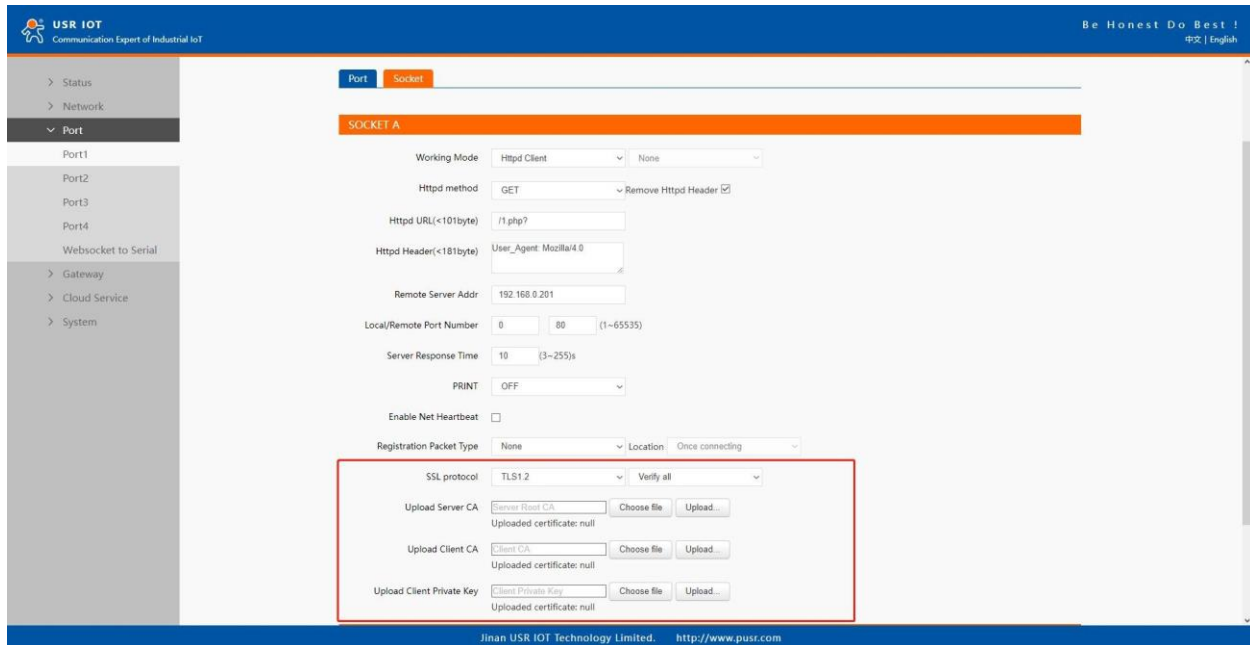 USR IOT
Communication Expert of Industrial IoT
Be Honest Do Best !
中文 | English
Status
Network
Port
Port1
Port2
Port3
Port4
Websocket to Serial
Gateway
Cloud Service
System
Port Socket
SOCKET A
Working Mode Httpd Client None
Httpd method GET Remove Httpd Header
Httpd URL(<101byte) /1.php?
Httpd Header(<181byte) User_Agent: Mozilla/4.0
Remote Server Addr 192.168.0.201
Local/Remote Port Number 0 80 (1~65535)
Server Response Time 10 (3~255)s
PRINT OFF
Enable Net Heartbeat
Registration Packet Type None Location Once connecting
SSL protocol TLS1.2 Verify all
Upload Server CA Server Root CA Choose file Upload...
Uploaded certificate: null
Upload Client CA Client CA Choose file Upload...
Uploaded certificate: null
Upload Client Private Key Client Private Key Choose file Upload...
Uploaded certificate: null
Jinan USR IOT Technology Limited. http://www.pusr.com